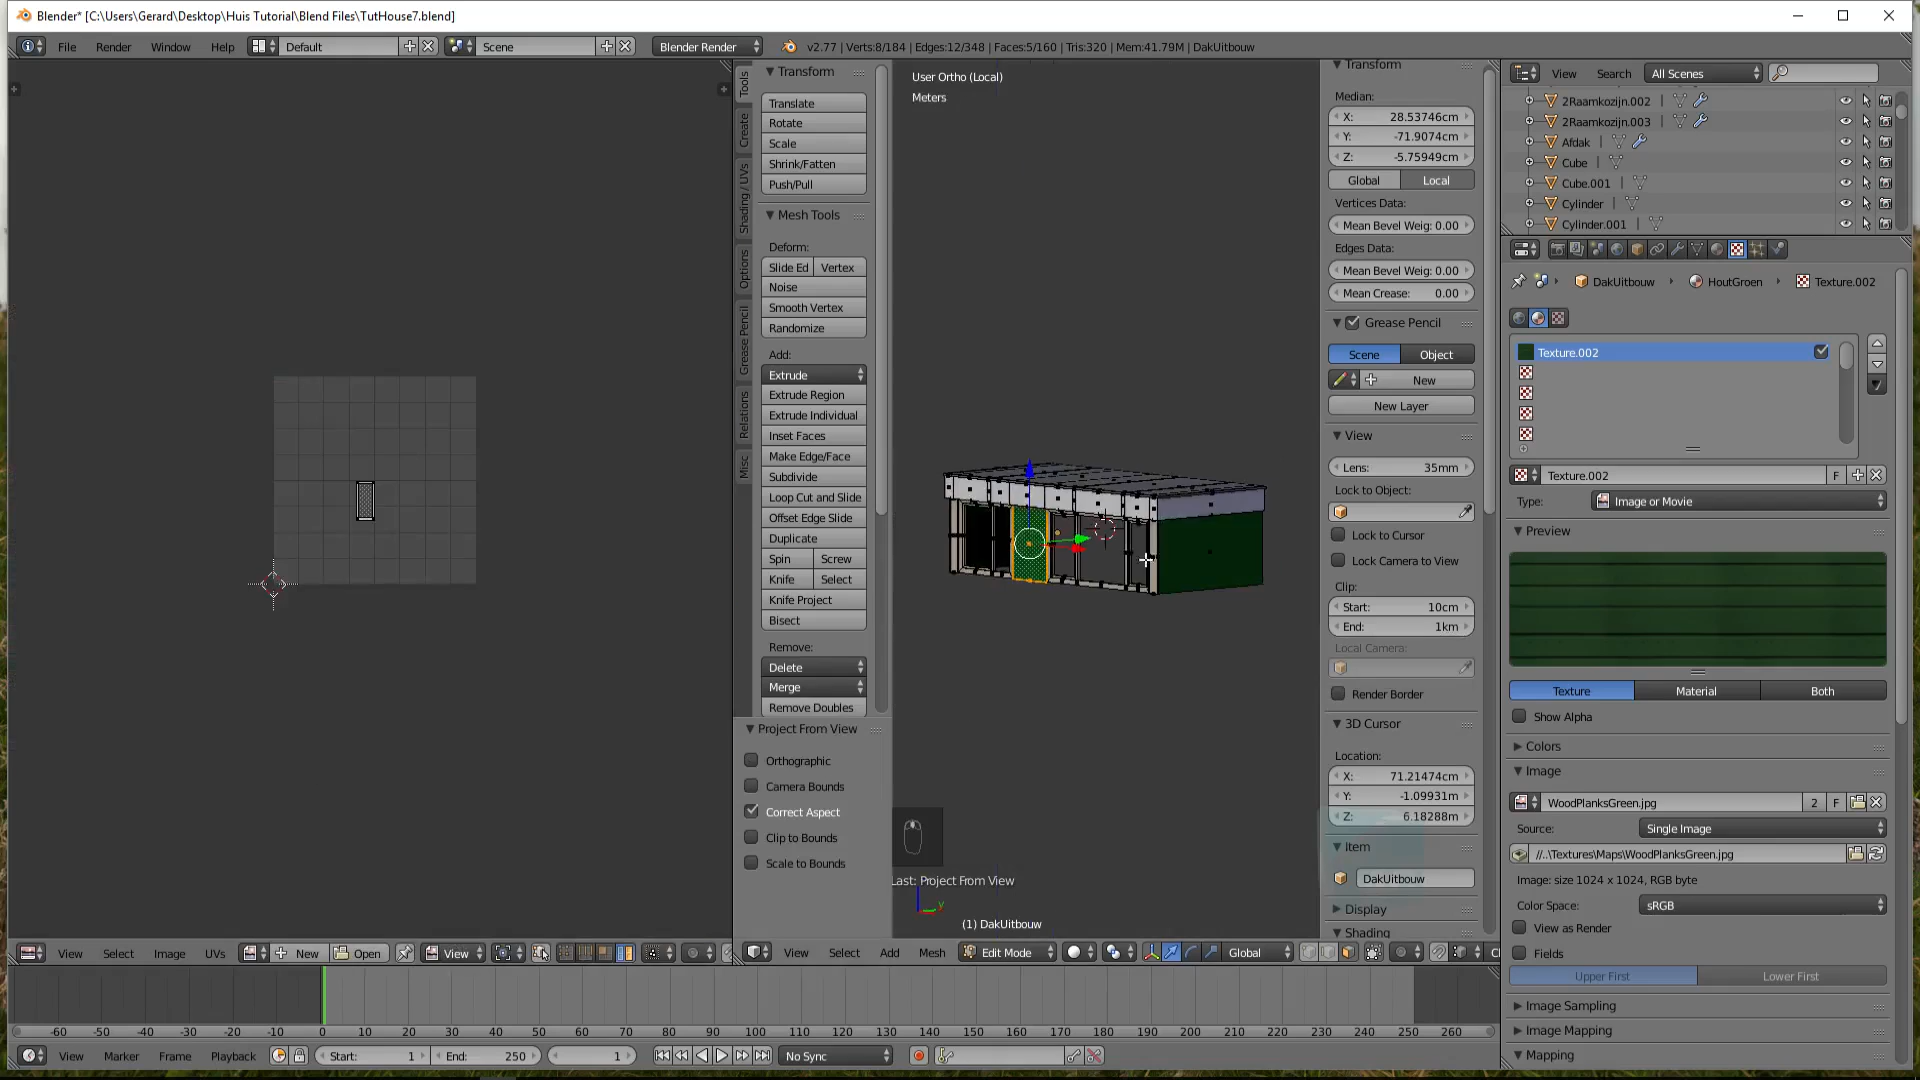 Blender* [C:\Users\Gerard\Desktop\Huis Tutorial\Blend Files\TutHouse7.blend]
File Render Window Help Default Scene Blender Render v2.77 | Verts:8/184 | Edges:12/348 | Faces:5/160 | Tris:320 | Mem:41.79M | DakUitbouw
Tools
Create
Shading / UVs
Options
Grease Pencil
Relations
Misc
Transform
Translate
Rotate
Scale
Shrink/Fatten
Push/Pull
Mesh Tools
Deform:
Slide Ed Vertex
Noise
Smooth Vertex
Randomize
Add:
Extrude
Extrude Region
Extrude Individual
Inset Faces
Make Edge/Face
Subdivide
Loop Cut and Slide
Offset Edge Slide
Duplicate
Spin Screw
Knife Select
Knife Project
Bisect
Remove:
Delete
Merge
Remove Doubles
Project From View
Orthographic
Camera Bounds
Correct Aspect
Clip to Bounds
Scale to Bounds
User Ortho (Local)
Meters
Last: Project From View
y
(1) DakUitbouw
Transform
Median:
X: 28.53746cm
Y: -71.9074cm
Z: -5.75949cm
Global Local
Vertices Data:
Mean Bevel Weig: 0.00
Edges Data:
Mean Bevel Weig: 0.00
Mean Crease: 0.00
Grease Pencil
Scene Object
New
New Layer
View
Lens: 35mm
Lock to Object:
Lock to Cursor
Lock Camera to View
Clip:
Start: 10cm
End: 1km
Local Camera:
Render Border
3D Cursor
Location:
X: 71.21474cm
Y: -1.09931m
Z: 6.18288m
Item
DakUitbouw
Display
Shading
View Search All Scenes
2Raamkozijn.002
2Raamkozijn.003
Afdak
Cube
Cube.001
Cylinder
Cylinder.001
DakUitbouw HoutGroen Texture.002
Texture.002
Texture.002 F
Type: Image or Movie
Preview
Texture Material Both
Show Alpha
Colors
Image
WoodPlanksGreen.jpg 2 F
Source: Single Image
//..\Textures\Maps\WoodPlanksGreen.jpg
Image: size 1024 x 1024, RGB byte
Color Space: sRGB
View as Render
Fields
Upper First Lower First
Image Sampling
Image Mapping
Mapping
View Select Image UVs New Open View
View Select Add Mesh Edit Mode Global
-60 -50 -40 -30 -20 -10 0 10 20 30 40 50 60 70 80 90 100 110 120 130 140 150 160 170 180 190 200 210 220 230 240 250 260
View Marker Frame Playback Start: 1 End: 250 1 No Sync